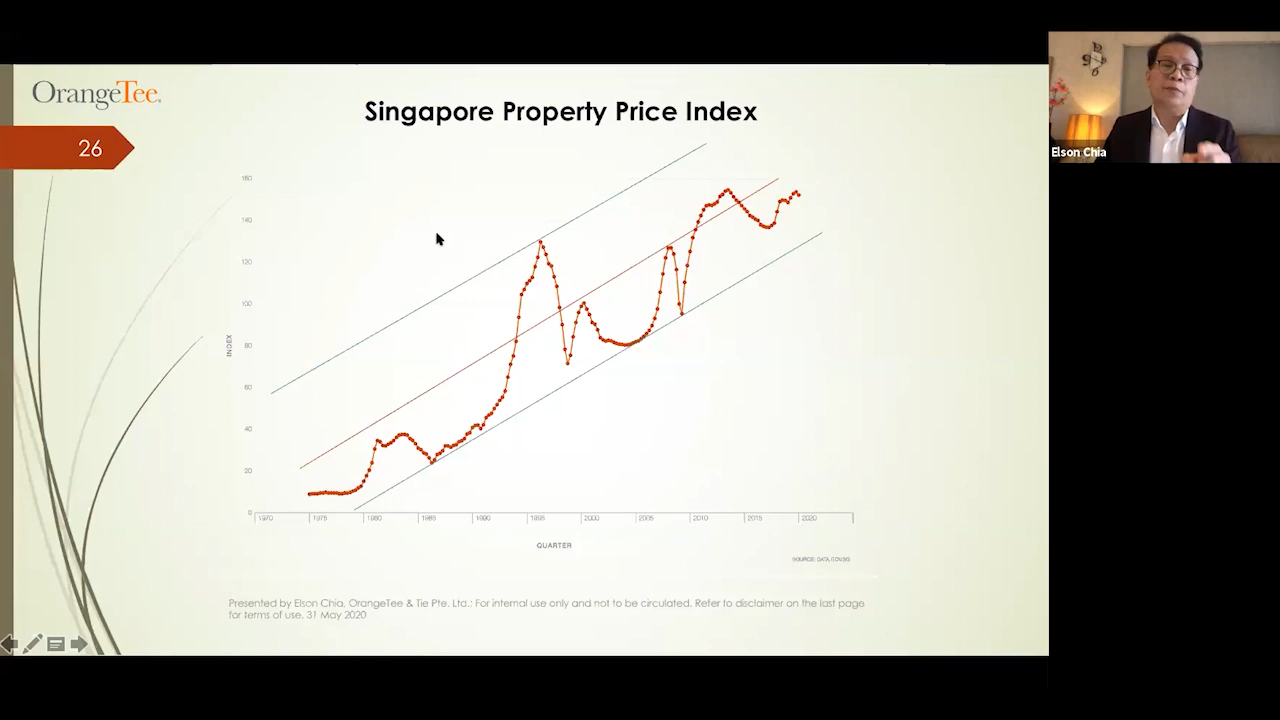 OrangeTee
Singapore Property Price Index
26
Elson Chia
160
140
120
100
80
60
40
20
0
INDEX
1970 1975 1980 1985 1990 1995 2000 2005 2010 2015 2020
QUARTER
SOURCE: DATA.GOV.SG
Presented by Elson Chia, OrangeTee & Tie Pte. Ltd.; For internal use only and not to be circulated. Refer to disclaimer on the last page
for terms of use. 31 May 2020